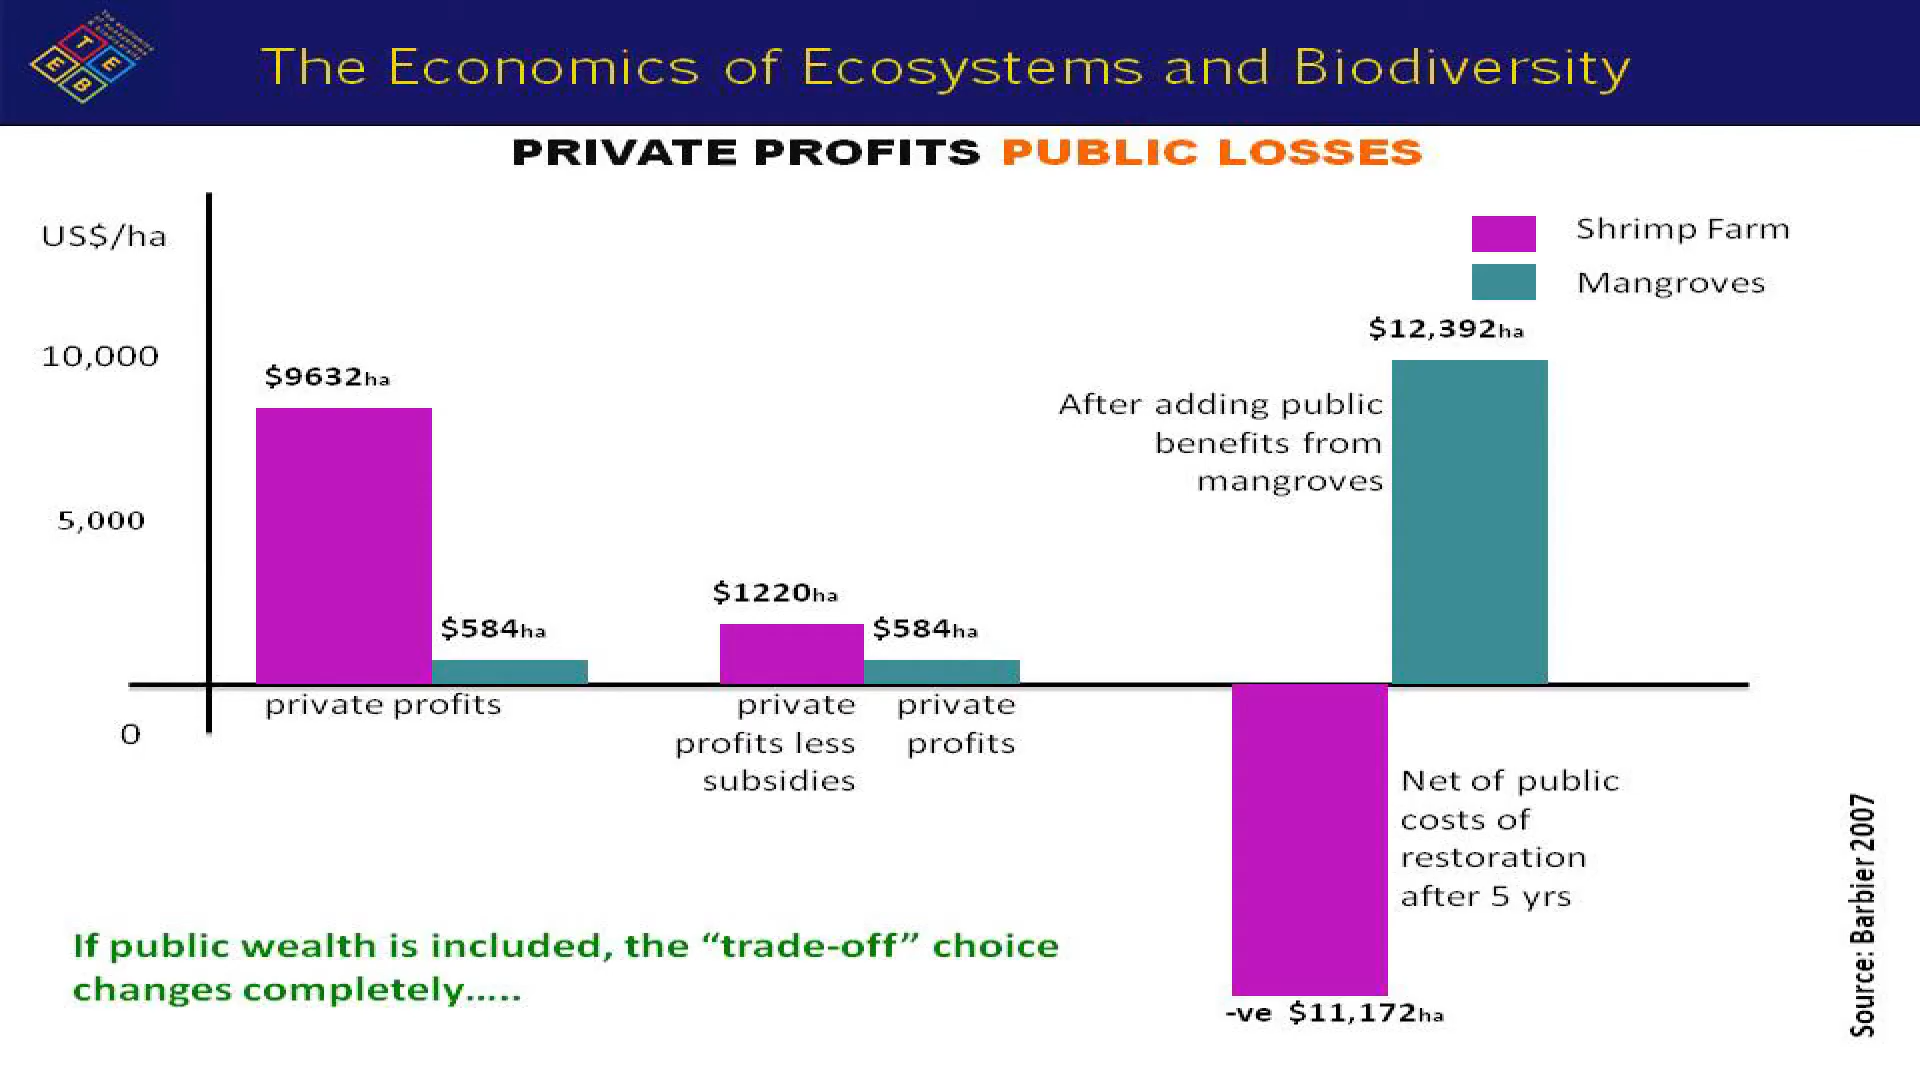 T
E E
B
The Economics of Ecosystems and Biodiversity
PRIVATE PROFITS PUBLIC LOSSES
US$/ha
10,000
5,000
0
Shrimp Farm
Mangroves
$9632ha
$584ha
private profits
$1220ha
$584ha
private
profits less
subsidies
private
profits
$12,392ha
After adding public
benefits from
mangroves
Net of public
costs of
restoration
after 5 yrs
-ve $11,172ha
If public wealth is included, the “trade-off” choice
changes completely.....
Source: Barbier 2007